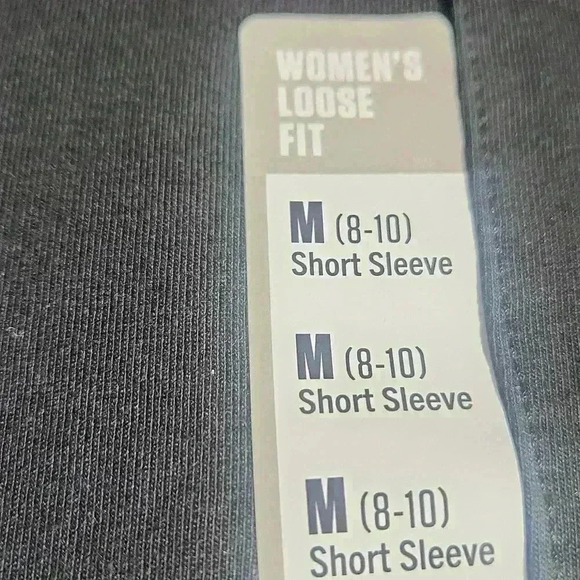 WOMEN'S
LOOSE
FIT
M (8-10)
Short Sleeve
M (8-10)
Short Sleeve
M (8-10)
Short Sleeve